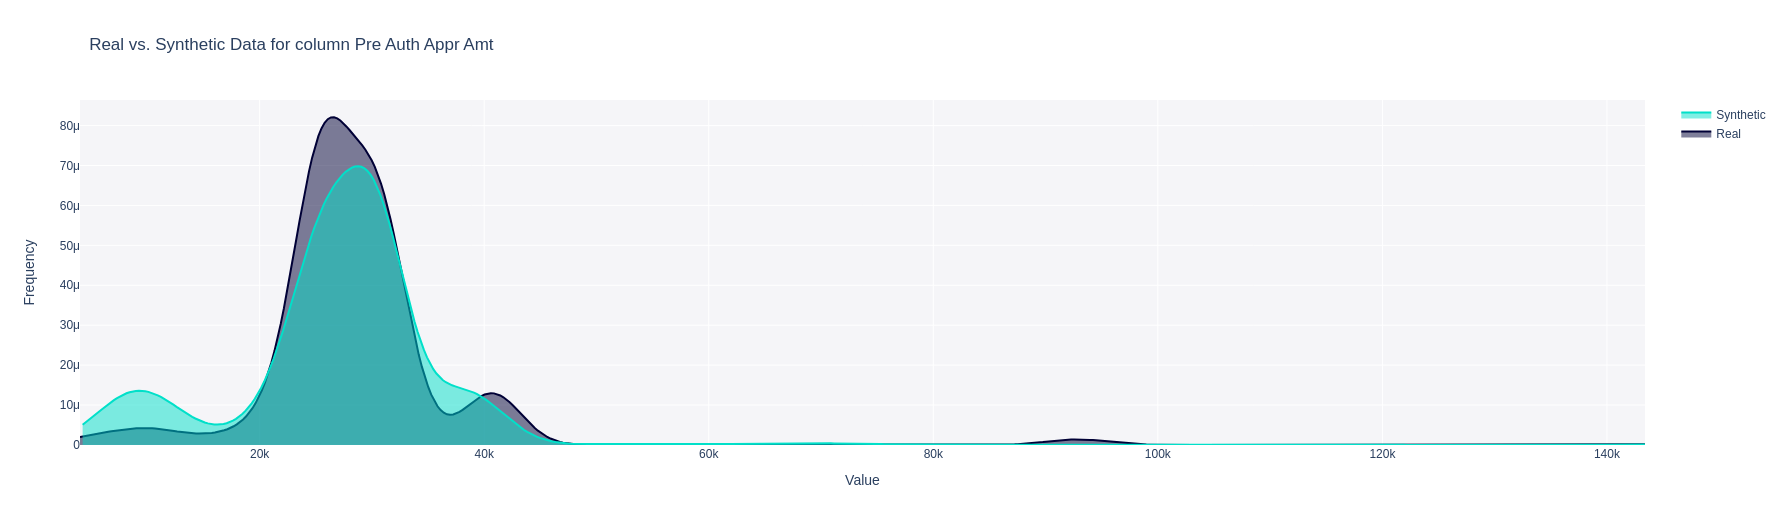 Real vs. Synthetic Data for column Pre Auth Appr Amt
Synthetic
Real
80μ
70μ
60μ
50μ
40μ
30μ
20μ
10μ
0
Frequency
20k
40k
60k
80k
100k
120k
140k
Value